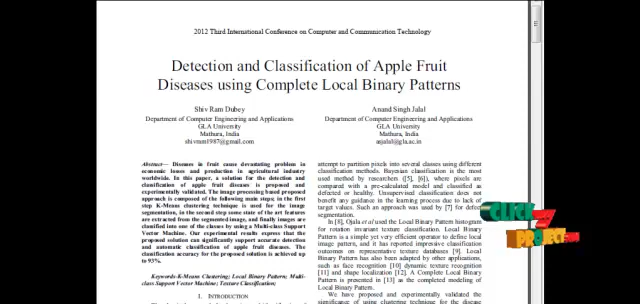 2012 Third International Conference on Computer and Communication Technology
Detection and Classification of Apple Fruit
Diseases using Complete Local Binary Patterns
Shiv Ram Dubey
Department of Computer Engineering and Applications
GLA University
Mathura, India
shivram1987@gmail.com
Anand Singh Jalal
Department of Computer Engineering and Applications
GLA University
Mathura, India
asjalal@gla.ac.in
Abstract— Diseases in fruit cause devastating problem in
economic losses and production in agricultural industry
worldwide. In this paper, a solution for the detection and
classification of apple fruit diseases is proposed and
experimentally validated. The image processing based proposed
approach is composed of the following main steps; in the first
step K-Means clustering technique is used for the image
segmentation, in the second step some state of the art features
are extracted from the segmented image, and finally images are
classified into one of the classes by using a Multi-class Support
Vector Machine. Our experimental results express that the
proposed solution can significantly support accurate detection
and automatic classification of apple fruit diseases. The
classification accuracy for the proposed solution is achieved up
to 93%.
Keywords-K-Means Clustering; Local Binary Pattern; Multi-
class Support Vector Machine; Texture Classification;
I. INTRODUCTION
attempt to partition pixels into several classes using different
classification methods. Bayesian classification is the most
used method by researchers ([5], [6]), where pixels are
compared with a pre-calculated model and classified as
defected or healthy. Unsupervised classification does not
benefit any guidance in the learning process due to lack of
target values. Such an approach was used by [7] for defect
segmentation.
In [8], Ojala et al used the Local Binary Pattern histogram
for rotation invariant texture classification. Local Binary
Pattern is a simple yet very efficient operator to define local
image pattern, and it has reported impressive classification
outcomes on representative texture databases [9]. Local
Binary Pattern has also been adapted by other applications,
such as face recognition [10] dynamic texture recognition
[11] and shape localization [12]. A Complete Local Binary
Pattern is presented in [13] as the completed modeling of
Local Binary Pattern.
We have proposed and experimentally validated the
significance of using clustering technique for the disease
CLICK
PROJECT